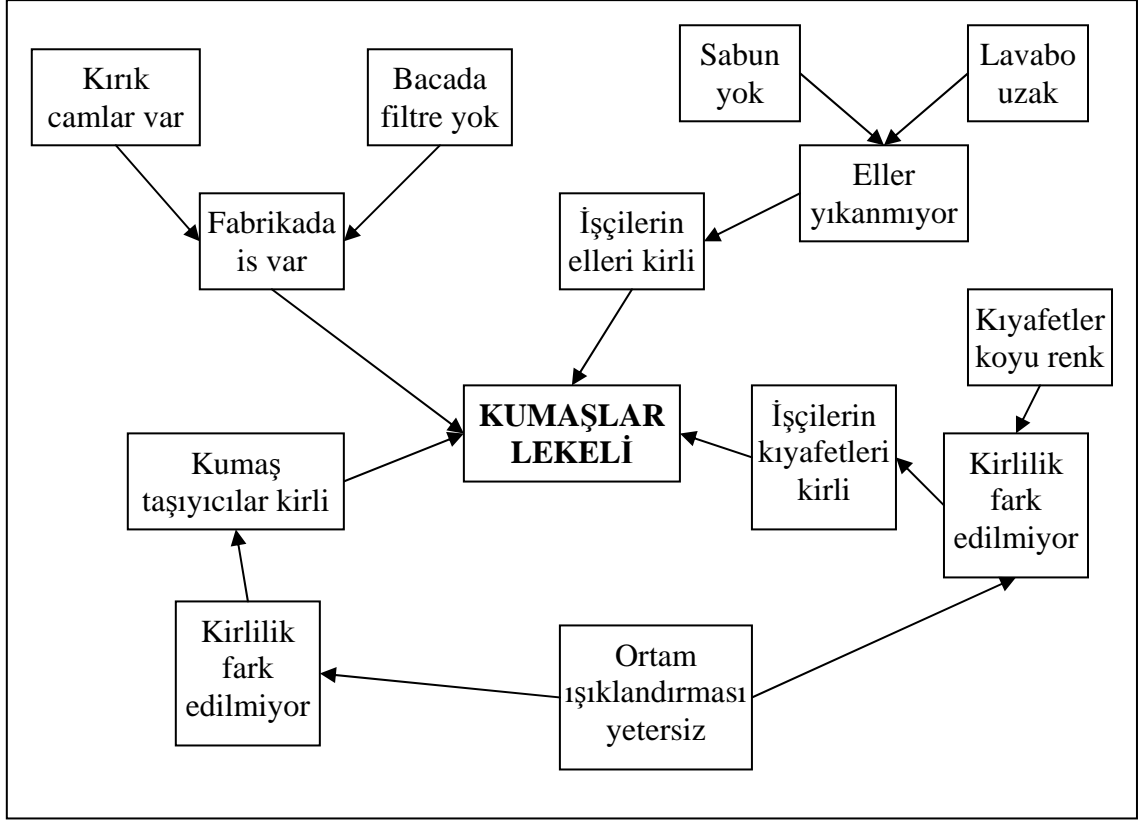 Kırık
camlar var
Bacada
filtre yok
Sabun
yok
Lavabo
uzak
Eller
yıkanmıyor
Fabrikada
is var
İşçilerin
elleri kirli
Kıyafetler
koyu renk
KUMAŞLAR
LEKELİ
İşçilerin
kıyafetleri
kirli
Kirlilik
fark
edilmiyor
Kumaş
taşıyıcılar kirli
Kirlilik
fark
edilmiyor
Ortam
ışıklandırması
yetersiz